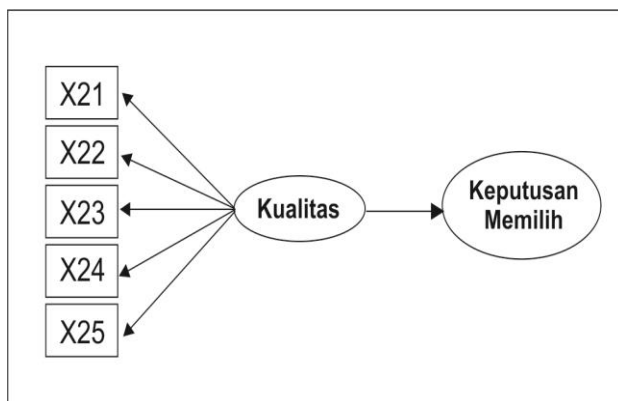 X21
X22
X23
X24
X25
Kualitas
Keputusan
Memilih